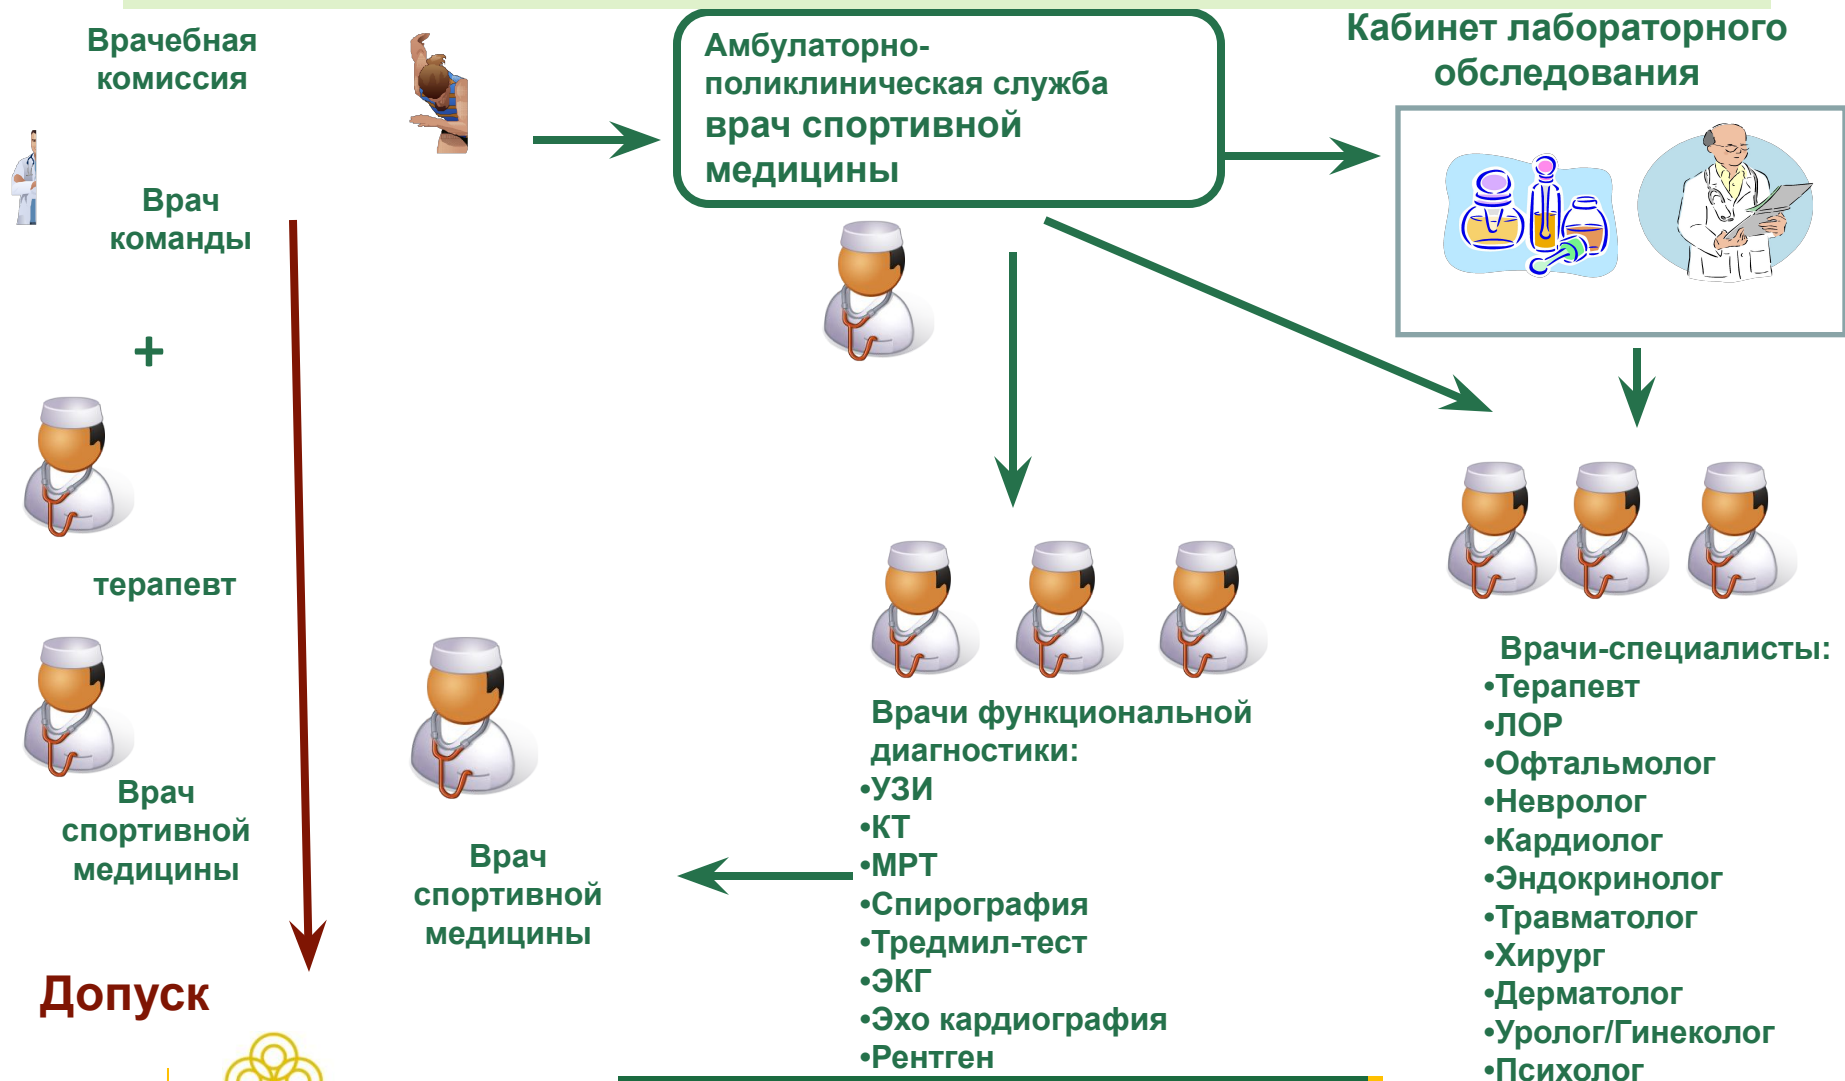 Врачебная
комиссия
Врач
команды
+
терапевт
Врач
спортивной
медицины
Допуск
Амбулаторно-
поликлиническая служба
врач спортивной
медицины
Кабинет лабораторного
обследования
Врач
спортивной
медицины
Врачи функциональной
диагностики:
•УЗИ
•КТ
•МРТ
•Спирография
•Тредмил-тест
•ЭКГ
•Эхо кардиография
•Рентген
Врачи-специалисты:
•Терапевт
•ЛОР
•Офтальмолог
•Невролог
•Кардиолог
•Эндокринолог
•Травматолог
•Хирург
•Дерматолог
•Уролог/Гинеколог
•Психолог